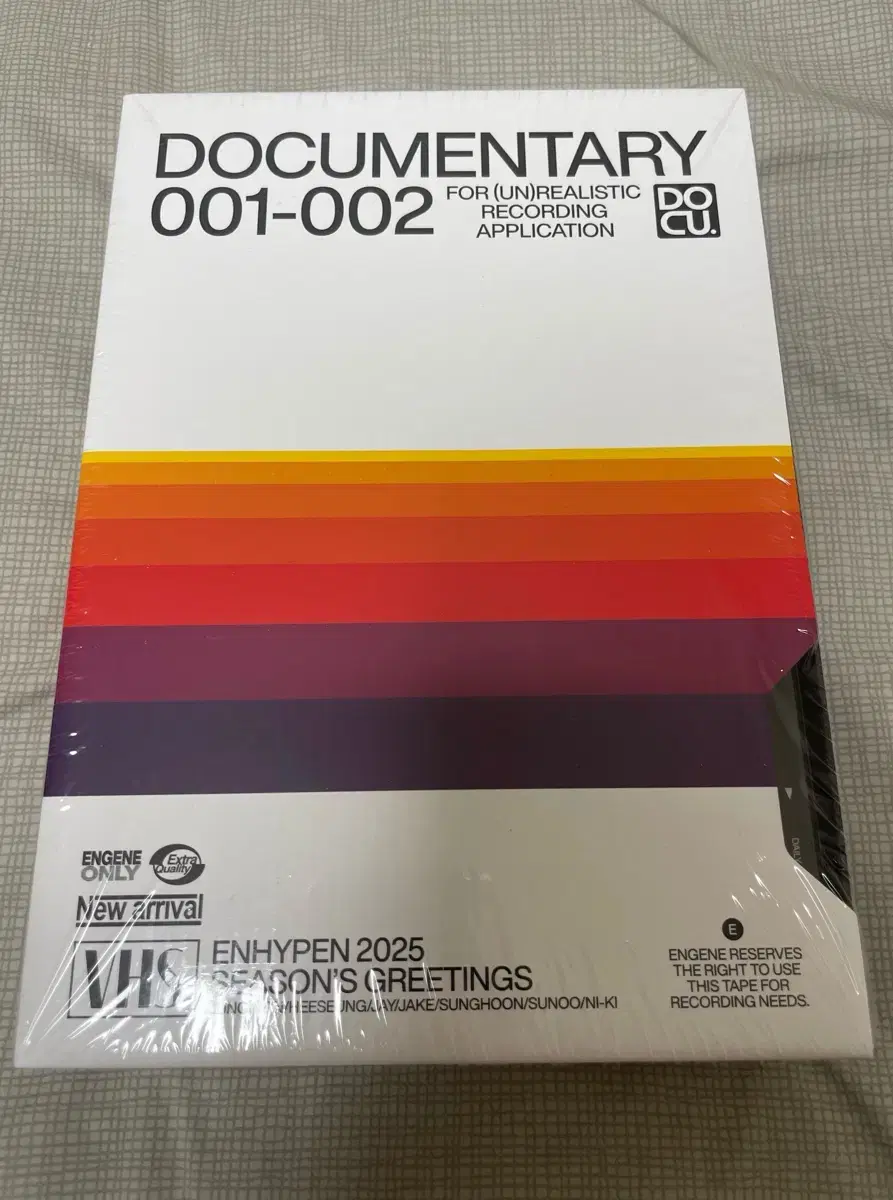 DOCUMENTARY
001-002
FOR (UN)REALISTIC
RECORDING
APPLICATION
DO
CU.
ENGENE
ONLY
Extra
Quality
New arrival
VHS
ENHYPEN 2025
SEASON'S GREETINGS
HEESEUNG/JAY/JAKE/SUNGHOON/SUNOO/NI-KI
E
ENGENE RESERVES
THE RIGHT TO USE
THIS TAPE FOR
RECORDING NEEDS.